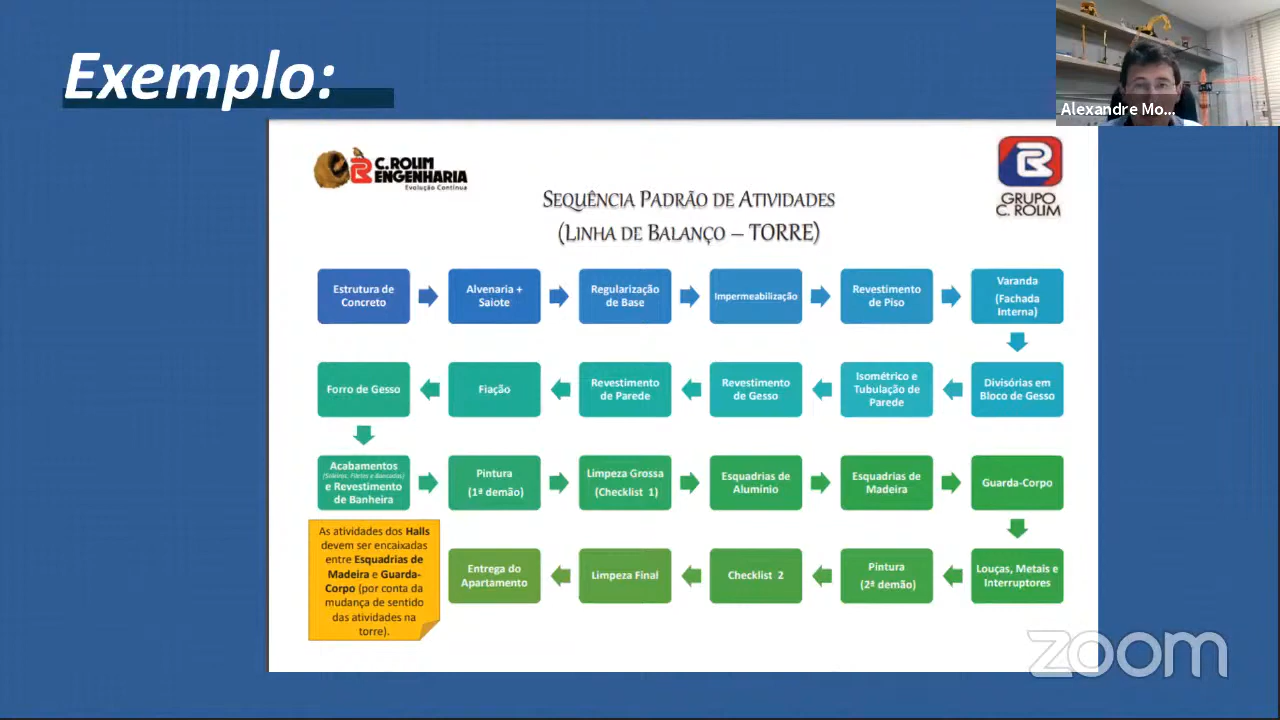 Exemplo:
Alexandre Mo...
C.ROLIM
ENGENHARIA
Evolução Contínua
GRUPO
C. ROLIM
SEQUÊNCIA PADRÃO DE ATIVIDADES
(LINHA DE BALANÇO – TORRE)
Estrutura de
Concreto
Alvenaria +
Saiote
Regularização
de Base
Impermeabilização
Revestimento
de Piso
Varanda
(Fachada
Interna)
Divisórias em
Bloco de Gesso
Isométrico e
Tubulação de
Parede
Revestimento
de Gesso
Revestimento
de Parede
Fiação
Forro de Gesso
Acabamentos
(Soleiras, Filetes e Bancadas)
e Revestimento
de Banheira
Pintura
(1ª demão)
Limpeza Grossa
(Checklist 1)
Esquadrias de
Alumínio
Esquadrias de
Madeira
Guarda-Corpo
Louças, Metais e
Interruptores
Pintura
(2ª demão)
Checklist 2
Limpeza Final
Entrega do
Apartamento
As atividades dos Halls
devem ser encaixadas
entre Esquadrias de
Madeira e Guarda-
Corpo (por conta da
mudança de sentido
das atividades na
torre).
zoom